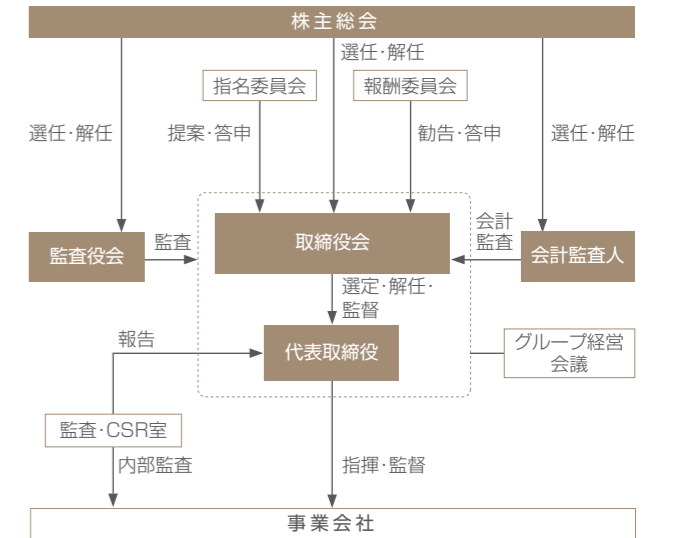 株主総会
選任・解任
指名委員会
報酬委員会
選任・解任
提案・答申
勧告・答申
選任・解任
監査役会
監査
取締役会
会計
監査
会計監査人
選定・解任・
監督
報告
代表取締役
グループ経営
会議
監査・CSR室
内部監査
指揮・監督
事業会社